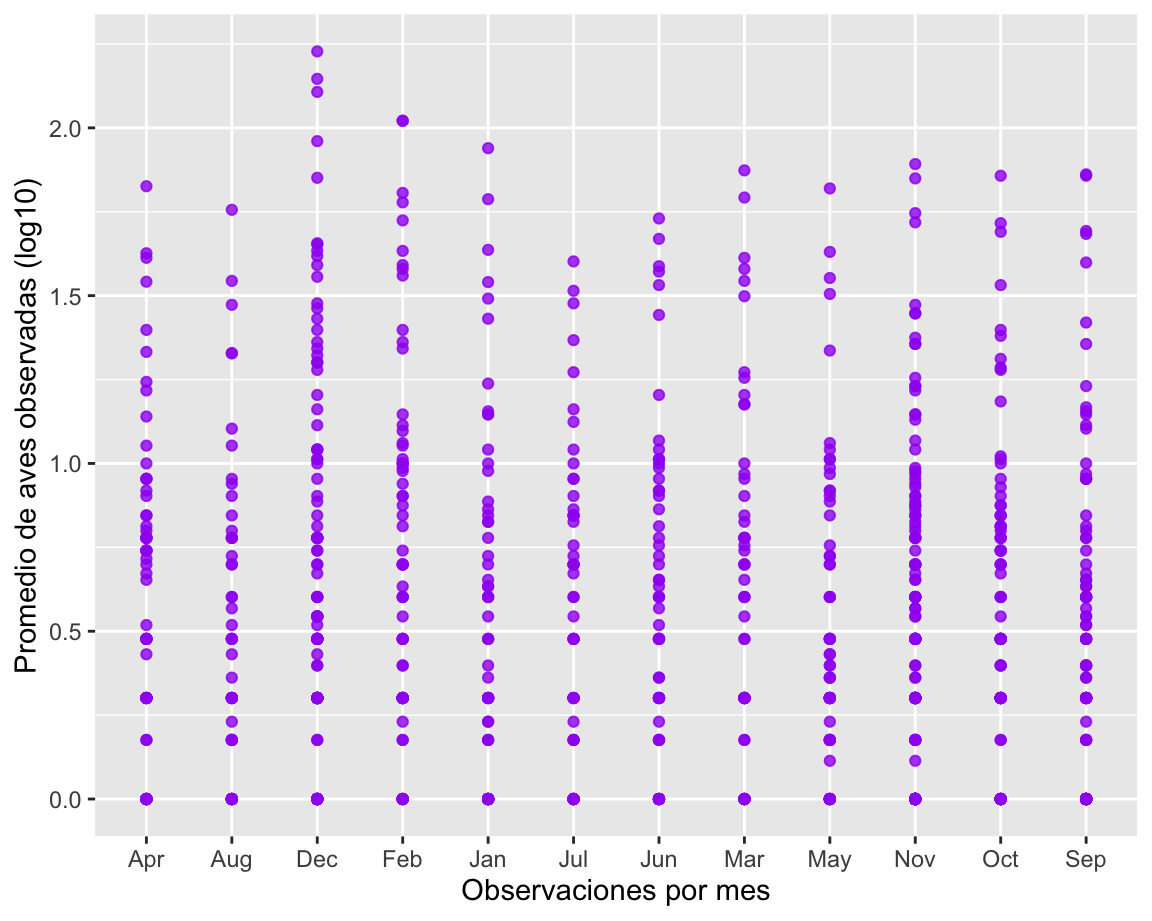 Promedio de aves observadas (log10)
2.0
1.5
1.0
0.5
0.0
Apr Aug Dec Feb Jan Jul Jun Mar May Nov Oct Sep
Observaciones por mes